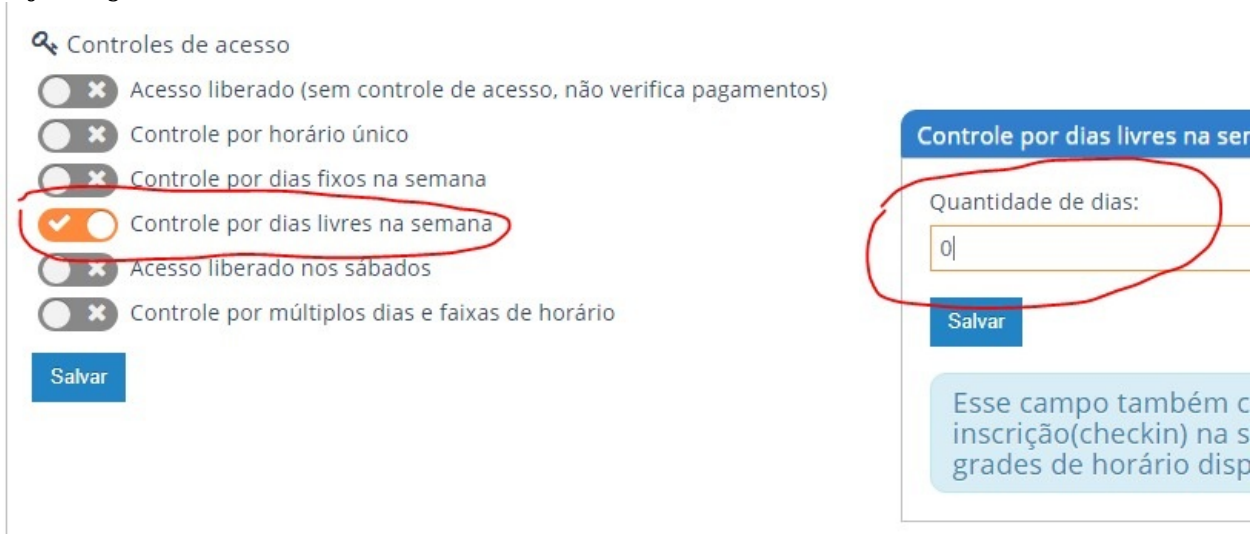 Controles de acesso
Acesso liberado (sem controle de acesso, não verifica pagamentos)
Controle por horário único
Controle por dias fixos na semana
Controle por dias livres na semana
Acesso liberado nos sábados
Controle por múltiplos dias e faixas de horário
Salvar
Controle por dias livres na
Quantidade de dias:
0
Salvar
Esse campo também
inscrição(checkin) na
grades de horário